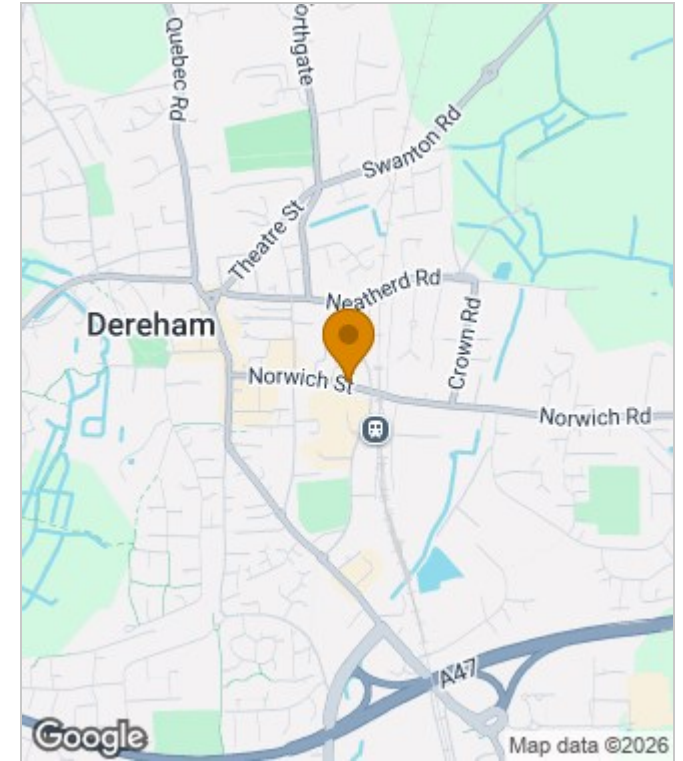 Quebec Rd
orthgate
Swanton Rd
Theatre St
Neatherd Rd
Dereham
Crown Rd
Norwich St
Norwich Rd
A47
Google
Map data ©2026